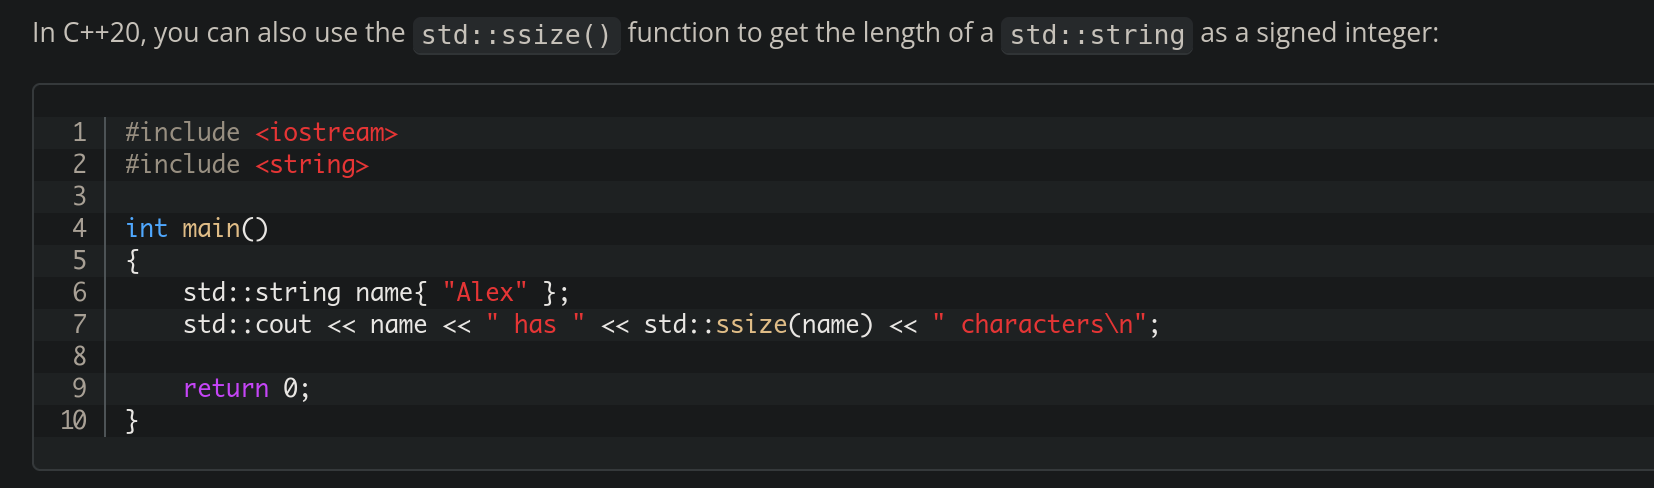 In C++20, you can also use the std::ssize() function to get the length of a std::string as a signed integer:
1 #include <iostream>
2 #include <string>
3
4 int main()
5 {
6     std::string name{ "Alex" };
7     std::cout << name << " has " << std::ssize(name) << " characters\n";
8
9     return 0;
10 }